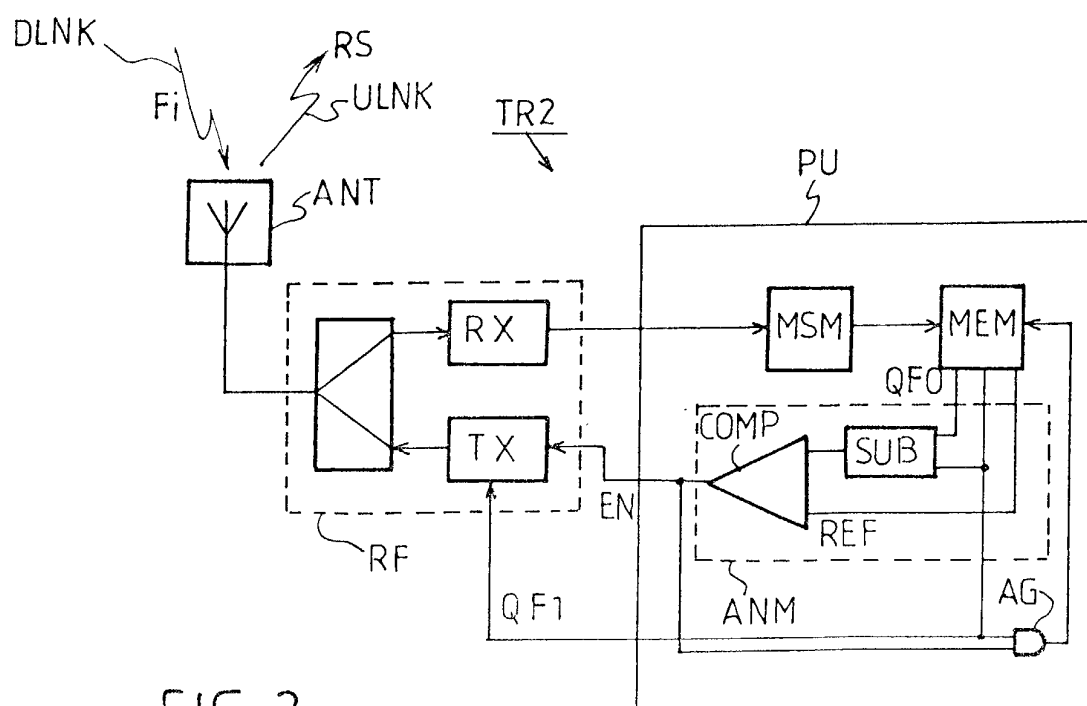 DLNK
RS
Fi
ULNK
TR2
PU
ANT
RX
MSM
MEM
QF0
COMP
SUB
TX
EN
REF
RF
ANM
AG
QF1